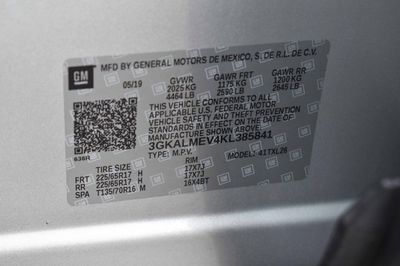 MFD BY GENERAL MOTORS DE MEXICO, S. DE R.L. DE C.V.
GM 05/19 GVWR GAWR FRT GAWR RR
2025 KG 1175 KG 1200 KG
4464 LB 2590 LB 2645 LB
THIS VEHICLE CONFORMS TO ALL
APPLICABLE U.S. FEDERAL MOTOR
VEHICLE SAFETY AND THEFT PREVENTION
STANDARDS IN EFFECT ON THE DATE OF
MANUFACTURE SHOWN ABOVE
636R 3GKALMEV4KL385841
TYPE: M.P.V. MODEL: 41TXL26
TIRE SIZE RIM
FRT 225/65R17 H 17X7J
RR 225/65R17 H 17X7J
SPA T135/70R16 M 16X4BT